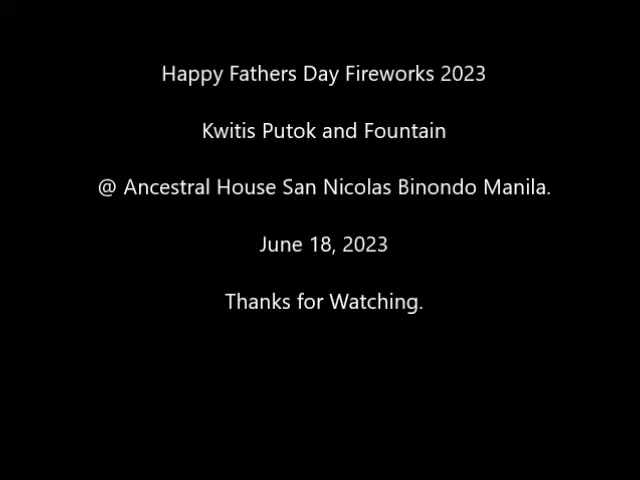 Happy Fathers Day Fireworks 2023
Kwitis Putok and Fountain
@ Ancestral House San Nicolas Binondo Manila.
June 18, 2023
Thanks for Watching.